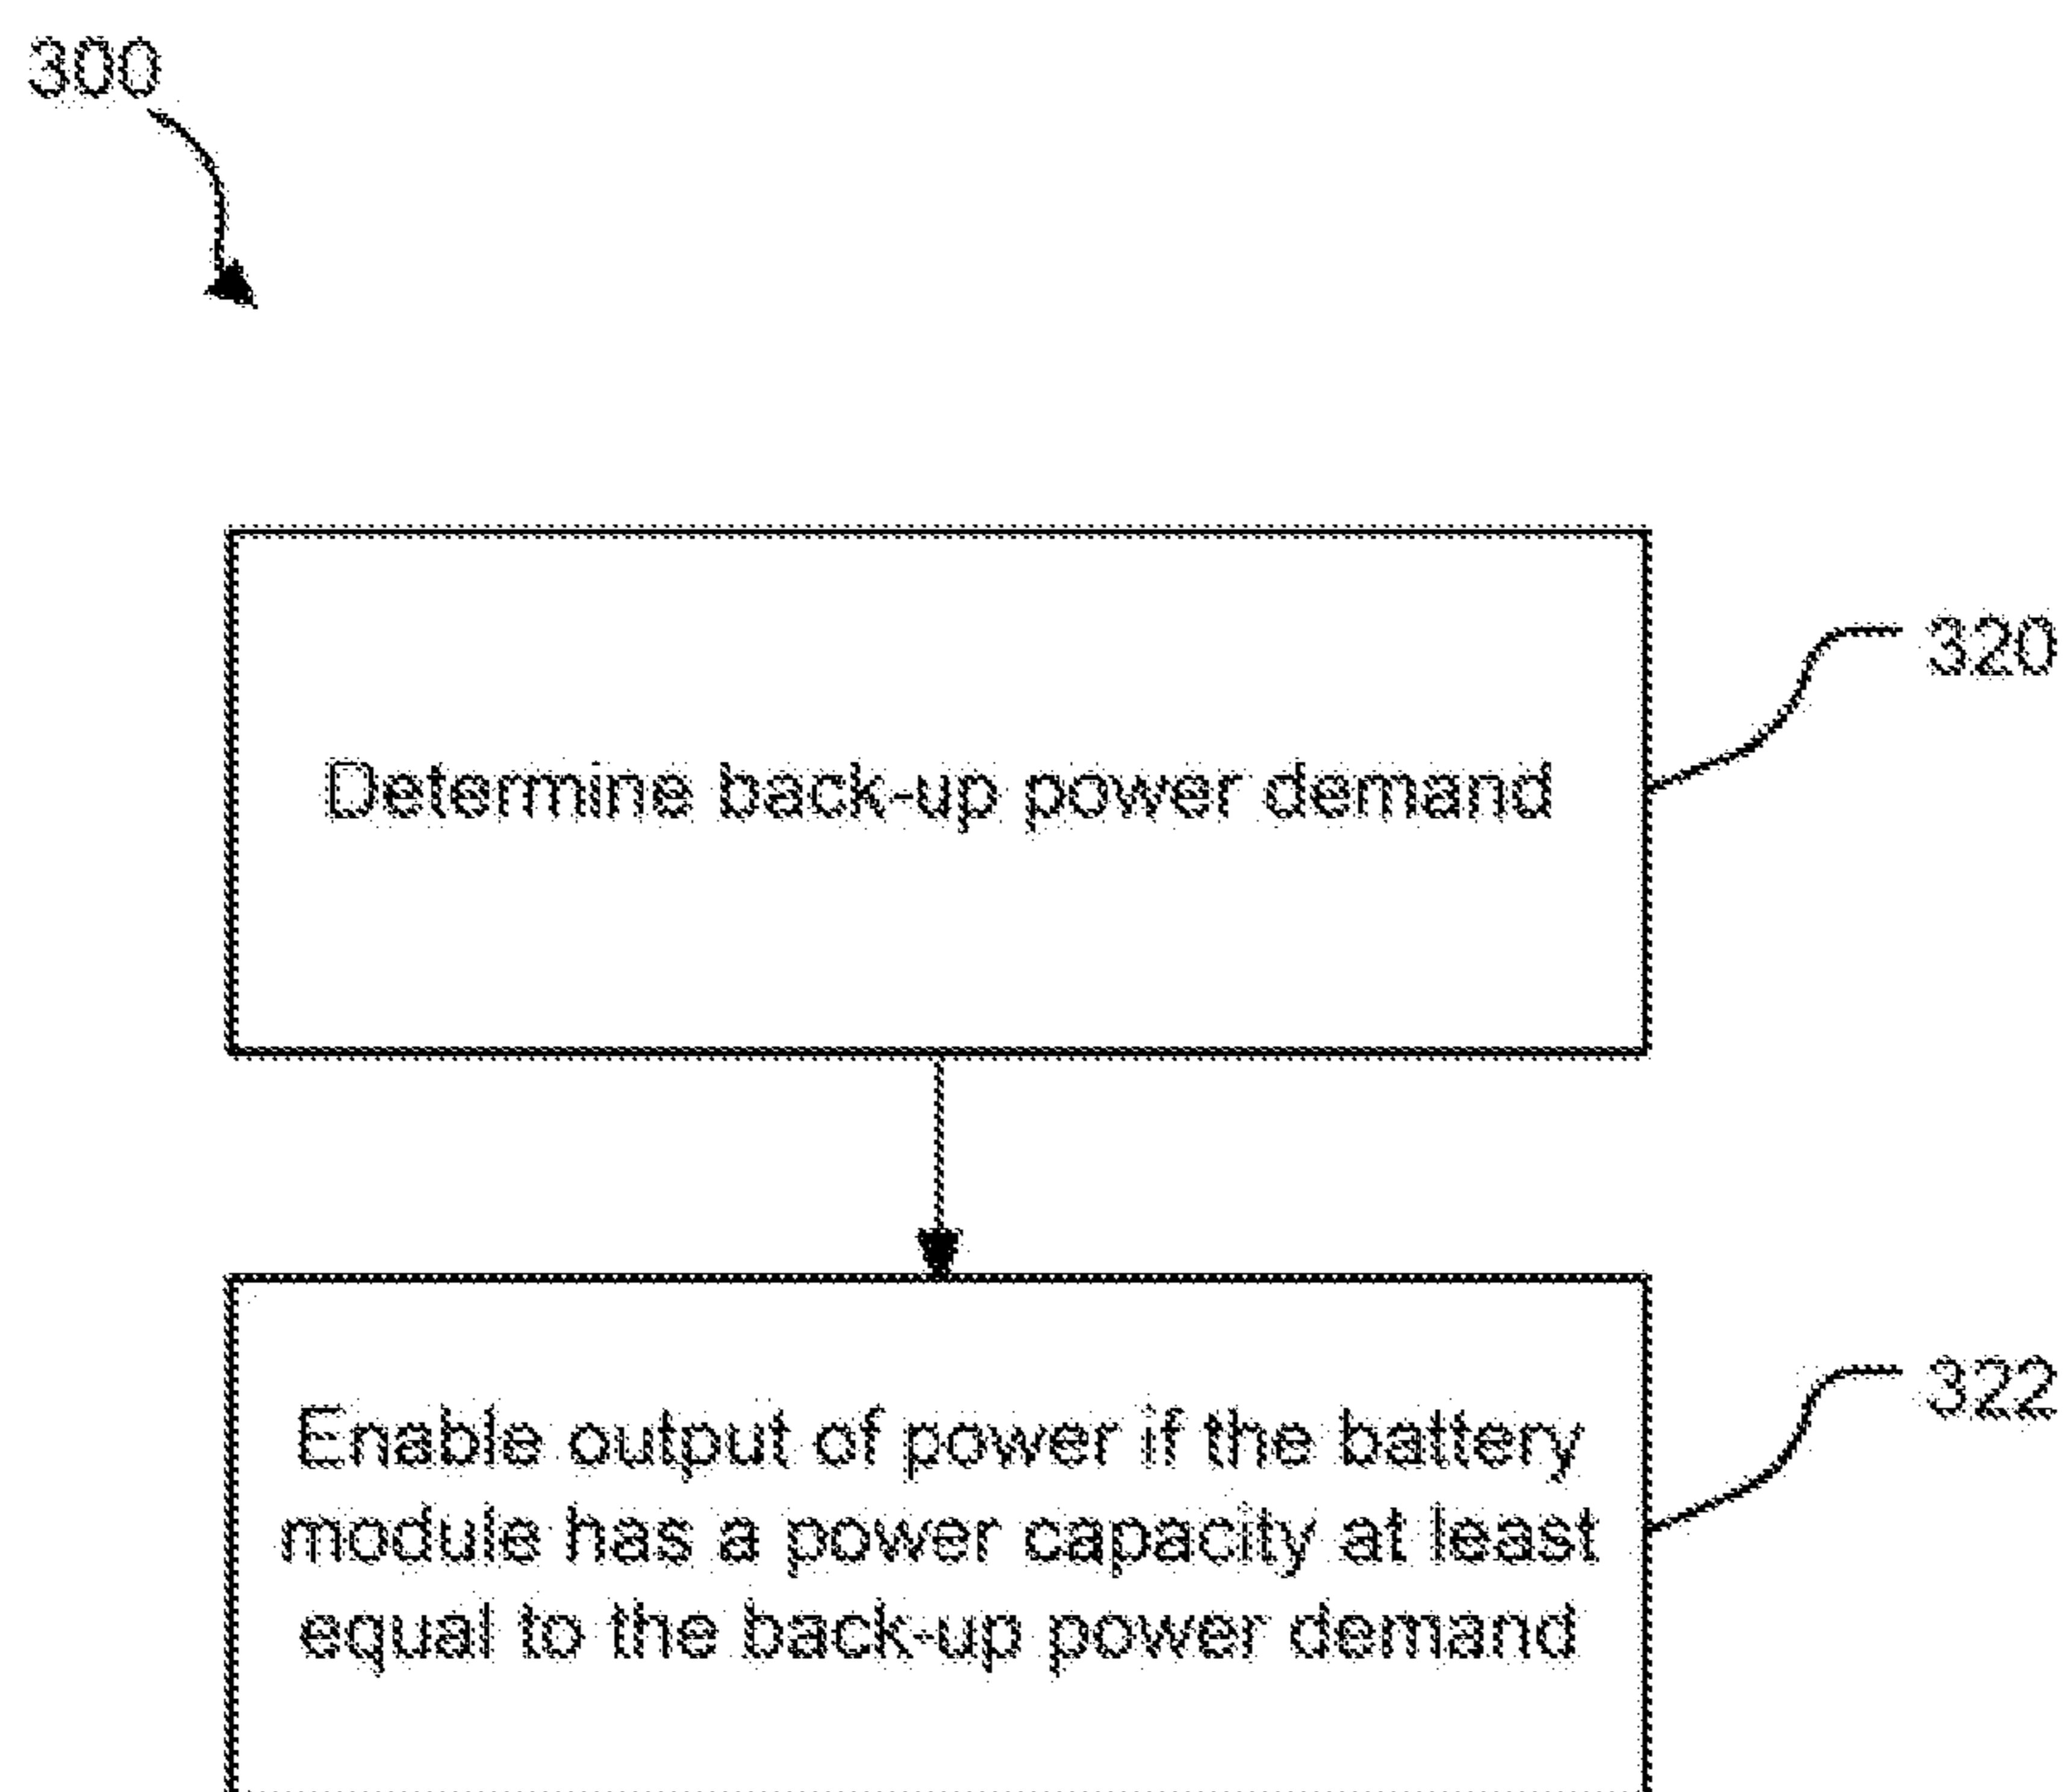 300
320
Determine back-up power demand
322
Enable output of power if the battery
module has a power capacity at least
equal to the back-up power demand